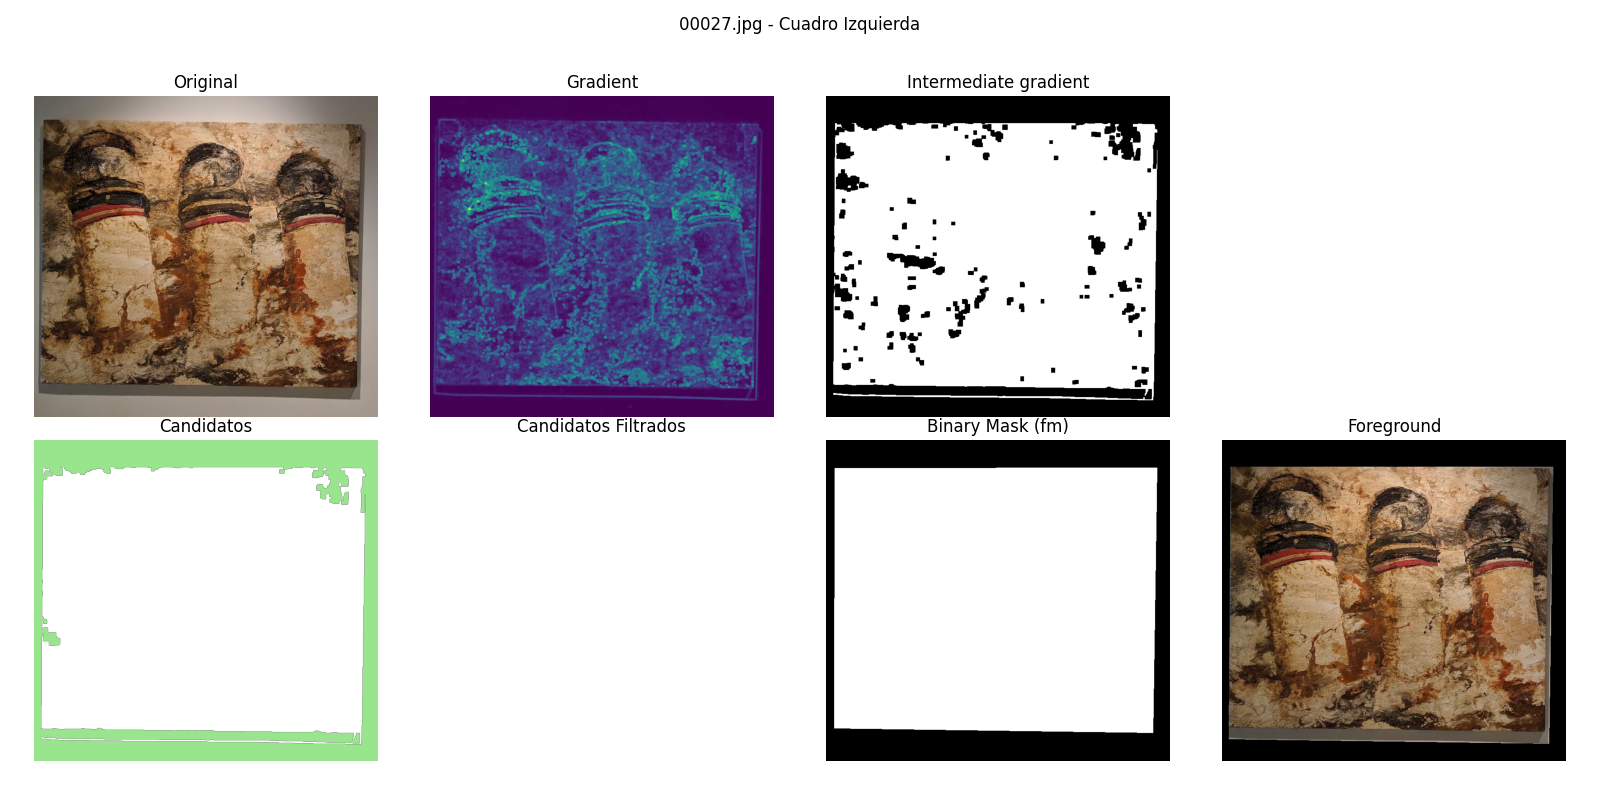 00027.jpg - Cuadro Izquierda
Original
Gradient
Intermediate gradient
Candidatos
Candidatos Filtrados
Binary Mask (fm)
Foreground